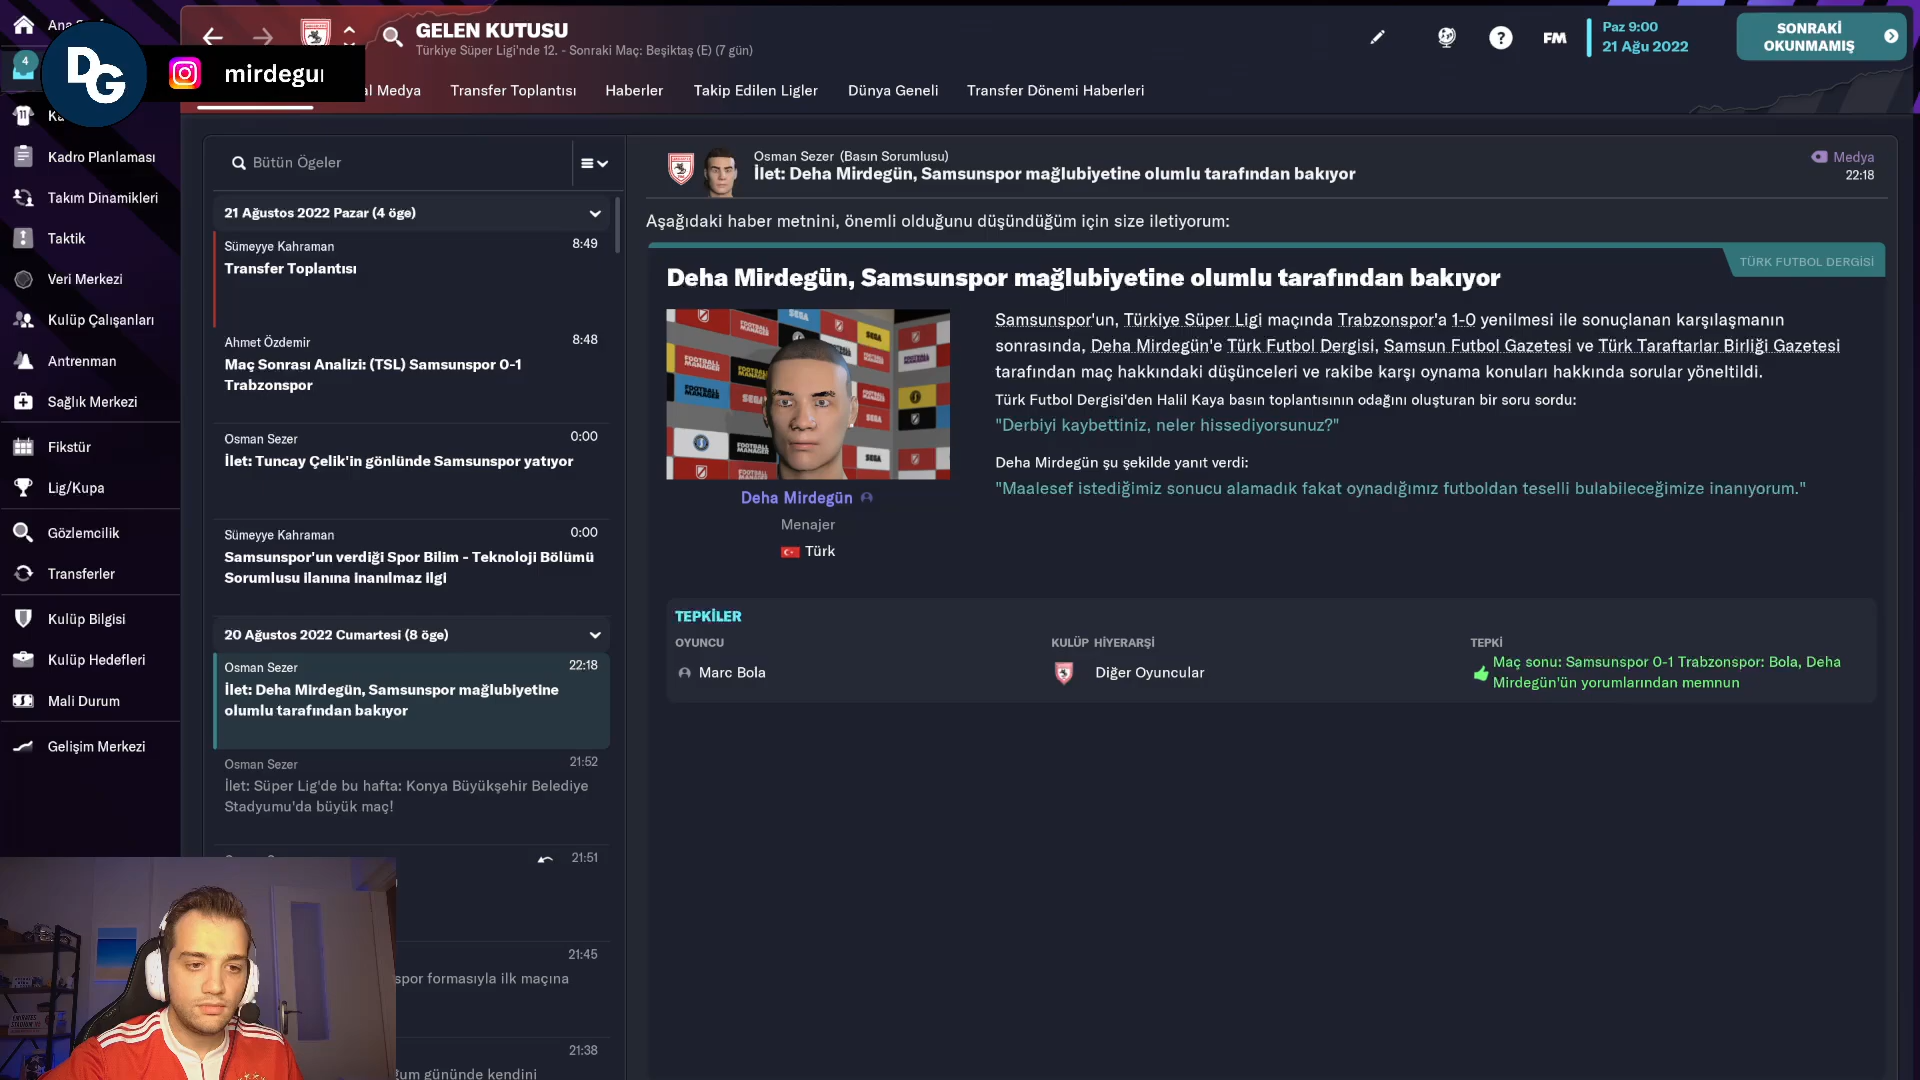 DG
mirdegur
4
GELEN KUTUSU
Türkiye Süper Ligi'nde 12. - Sonraki Maç: Beşiktaş (E) (7 gün)
FM
Paz 9:00
21 Ağu 2022
SONRAKİ
OKUNMAMIŞ
al Medya
Transfer Toplantısı
Haberler
Takip Edilen Ligler
Dünya Geneli
Transfer Dönemi Haberleri
Kadro Planlaması
Takım Dinamikleri
Taktik
Veri Merkezi
Kulüp Çalışanları
Antrenman
Sağlık Merkezi
Fikstür
Lig/Kupa
Gözlemcilik
Transferler
Kulüp Bilgisi
Kulüp Hedefleri
Mali Durum
Gelişim Merkezi
Bütün Ögeler
21 Ağustos 2022 Pazar (4 öge)
Sümeyye Kahraman
8:49
Transfer Toplantısı
Ahmet Özdemir
8:48
Maç Sonrası Analizi: (TSL) Samsunspor 0-1
Trabzonspor
Osman Sezer
0:00
İlet: Tuncay Çelik'in gönlünde Samsunspor yatıyor
Sümeyye Kahraman
0:00
Samsunspor'un verdiği Spor Bilim - Teknoloji Bölümü
Sorumlusu ilanına inanılmaz ilgi
20 Ağustos 2022 Cumartesi (8 öge)
Osman Sezer
22:18
İlet: Deha Mirdegün, Samsunspor mağlubiyetine
olumlu tarafından bakıyor
Osman Sezer
21:52
İlet: Süper Lig'de bu hafta: Konya Büyükşehir Belediye
Stadyumu'da büyük maç!
21:51
21:45
spor formasıyla ilk maçına
21:38
gününde kendini
Osman Sezer (Basın Sorumlusu)
İlet: Deha Mirdegün, Samsunspor mağlubiyetine olumlu tarafından bakıyor
Medya
22:18
Aşağıdaki haber metnini, önemli olduğunu düşündüğüm için size iletiyorum:
TÜRK FUTBOL DERGİSİ
Deha Mirdegün, Samsunspor mağlubiyetine olumlu tarafından bakıyor
Samsunspor'un, Türkiye Süper Ligi maçında Trabzonspor'a 1-0 yenilmesi ile sonuçlanan karşılaşmanın
sonrasında, Deha Mirdegün'e Türk Futbol Dergisi, Samsun Futbol Gazetesi ve Türk Taraftarlar Birliği Gazetesi
tarafından maç hakkındaki düşünceleri ve rakibe karşı oynama konuları hakkında sorular yöneltildi.
Türk Futbol Dergisi'den Halil Kaya basın toplantısının odağını oluşturan bir soru sordu:
"Derbiyi kaybettiniz, neler hissediyorsunuz?"
Deha Mirdegün şu şekilde yanıt verdi:
"Maalesef istediğimiz sonucu alamadık fakat oynadığımız futboldan teselli bulabileceğimize inanıyorum."
Deha Mirdegün
Menajer
Türk
TEPKİLER
OYUNCU
KULÜP HİYERARŞİ
TEPKİ
Marc Bola
Diğer Oyuncular
Maç sonu: Samsunspor 0-1 Trabzonspor: Bola, Deha
Mirdegün'ün yorumlarından memnun